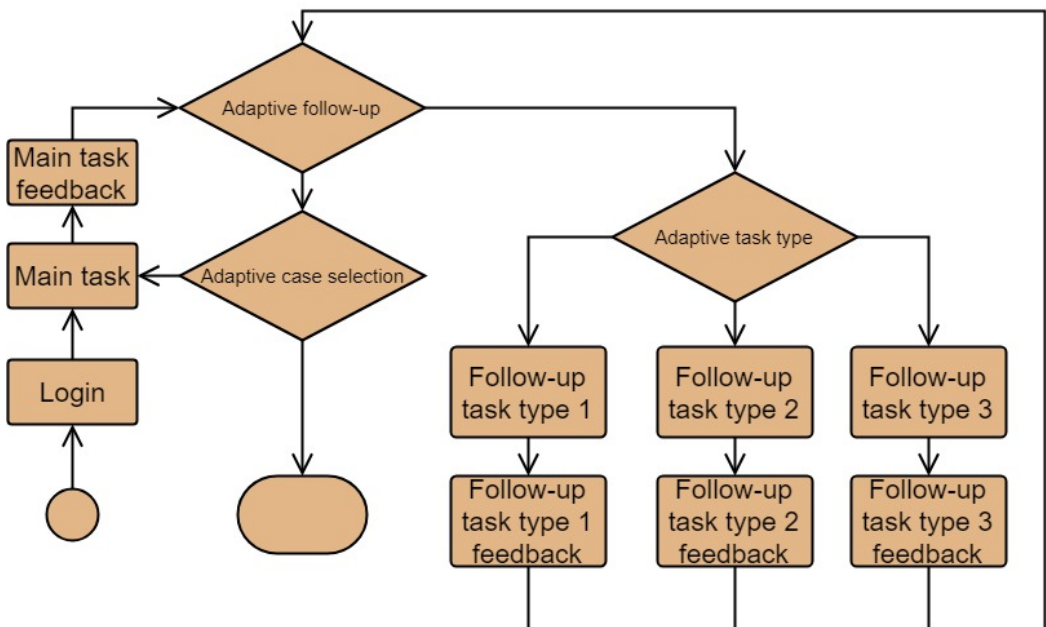 Adaptive follow-up
Main task
feedback
Adaptive task type
Main task
Adaptive case selection
Login
Follow-up
task type 1
Follow-up
task type 2
Follow-up
task type 3
Follow-up
task type 1
feedback
Follow-up
task type 2
feedback
Follow-up
task type 3
feedback